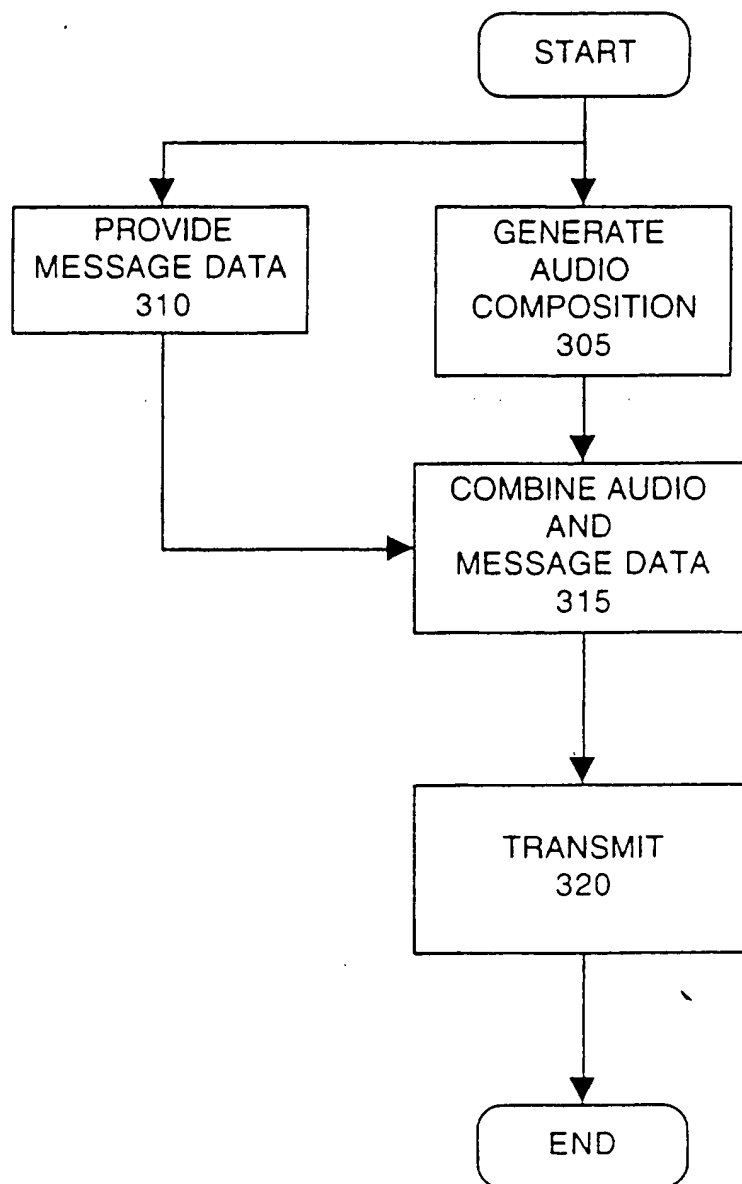 START
PROVIDE
MESSAGE DATA
310
GENERATE
AUDIO
COMPOSITION
305
COMBINE AUDIO
AND
MESSAGE DATA
315
TRANSMIT
320
END